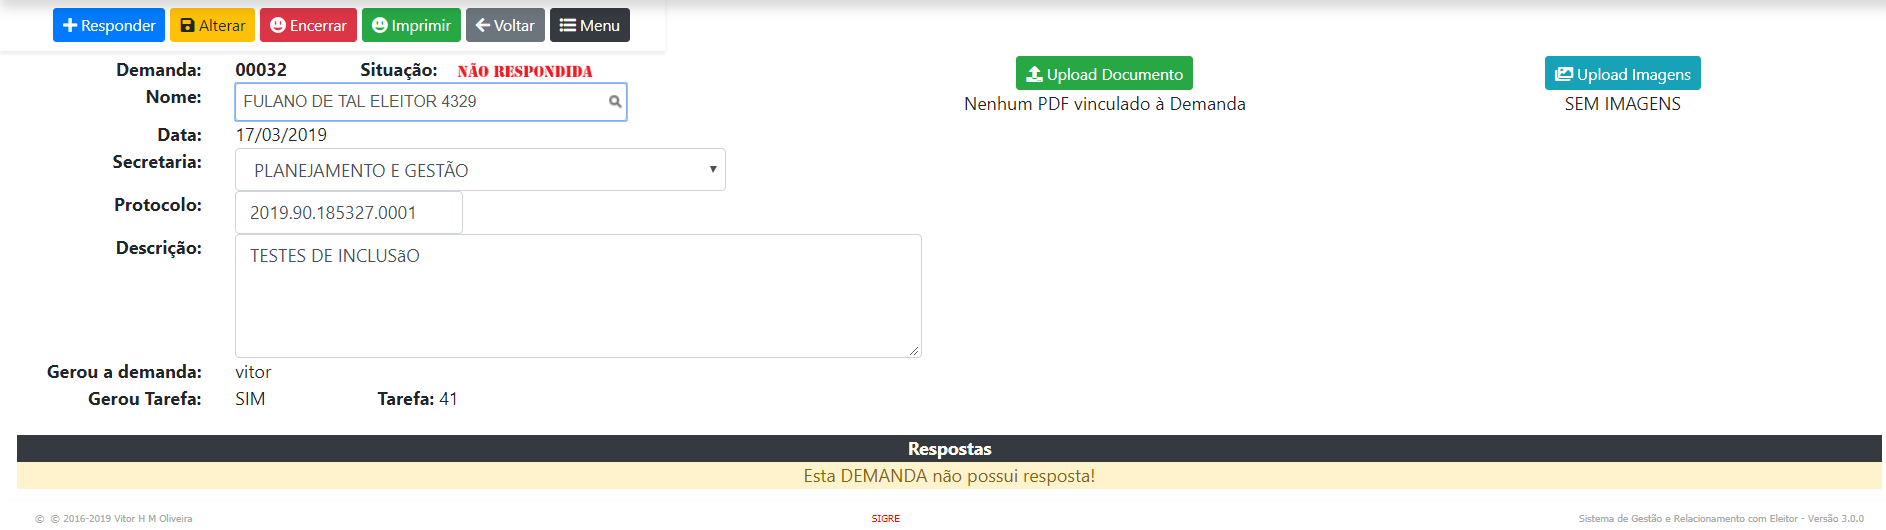 Responder Alterar Encerrar Imprimir Voltar Menu
Demanda: 00032 Situação: NÃO RESPONDIDA
Upload Documento Upload Imagens
Nome: FULANO DE TAL ELEITOR 4329
Nenhum PDF vinculado à Demanda SEM IMAGENS
Data: 17/03/2019
Secretaria: PLANEJAMENTO E GESTÃO
Protocolo: 2019.90.185327.0001
Descrição: TESTES DE INCLUSãO
Gerou a demanda: vitor
Gerou Tarefa: SIM Tarefa: 41
Respostas
Esta DEMANDA não possui resposta!
© © 2016-2019 Vitor H M Oliveira SIGRE Sistema de Gestão e Relacionamento com Eleitor - Versão 3.0.0